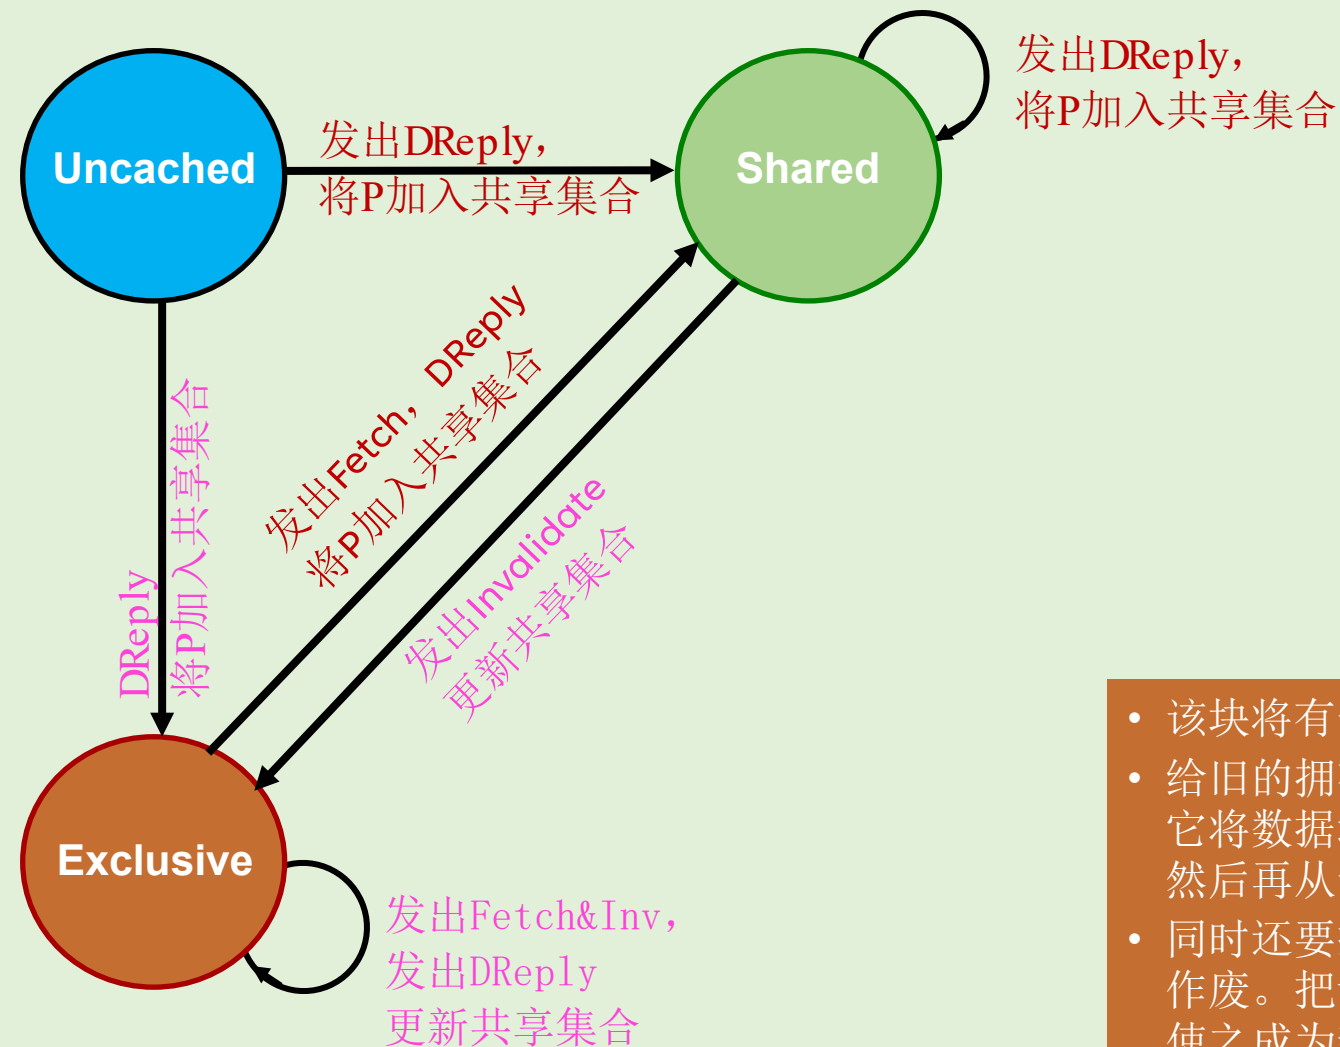 Uncached
发出DReply，
将P加入共享集合
Shared
发出DReply，
将P加入共享集合
DReply
将P加入共享集合
发出Fetch，DReply
将P加入共享集合
发出Invalidate
更新共享集合
Exclusive
发出Fetch&Inv，
发出DReply
更新共享集合
• 该块将有
• 给旧的拥
它将数据
然后再从
• 同时还要
作废。把
使之成为